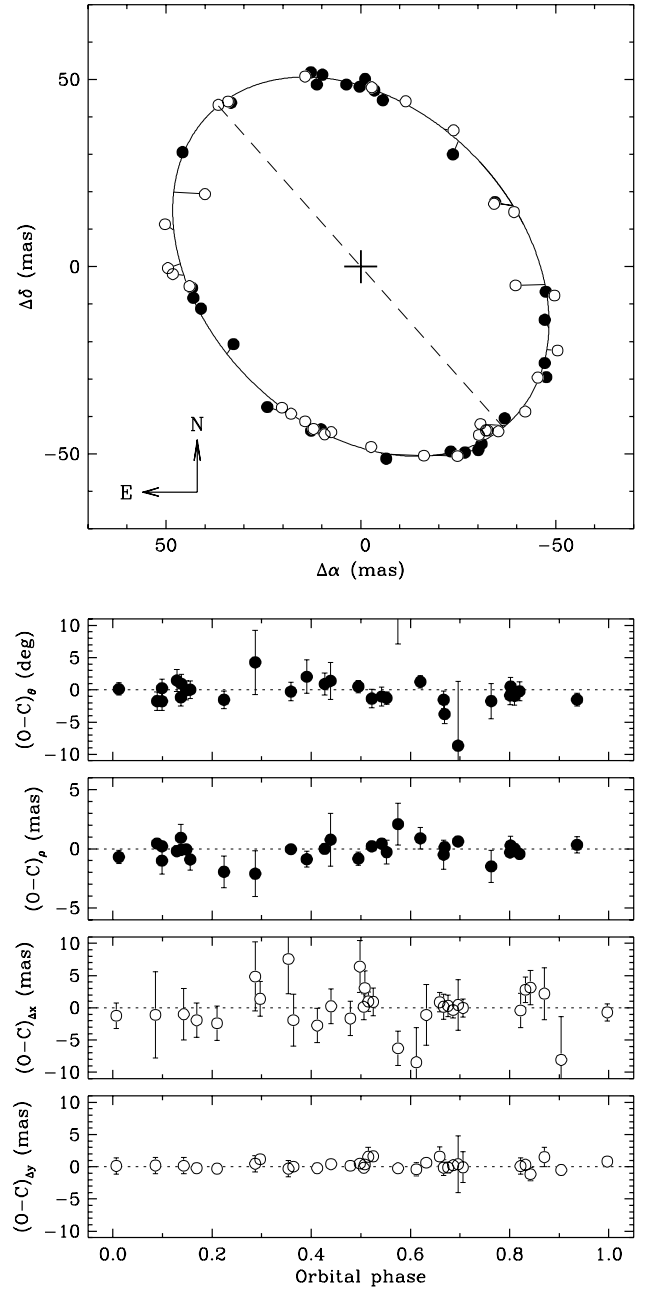 50
0
−50
Δδ (mas)
N
E
50
0
−50
Δα (mas)
10
5
0
−5
−10
(O−C)θ (deg)
5
0
−5
(O−C)ρ (mas)
10
5
0
−5
−10
(O−C)Δx (mas)
10
5
0
−5
−10
(O−C)Δy (mas)
0.0 0.2 0.4 0.6 0.8 1.0
Orbital phase